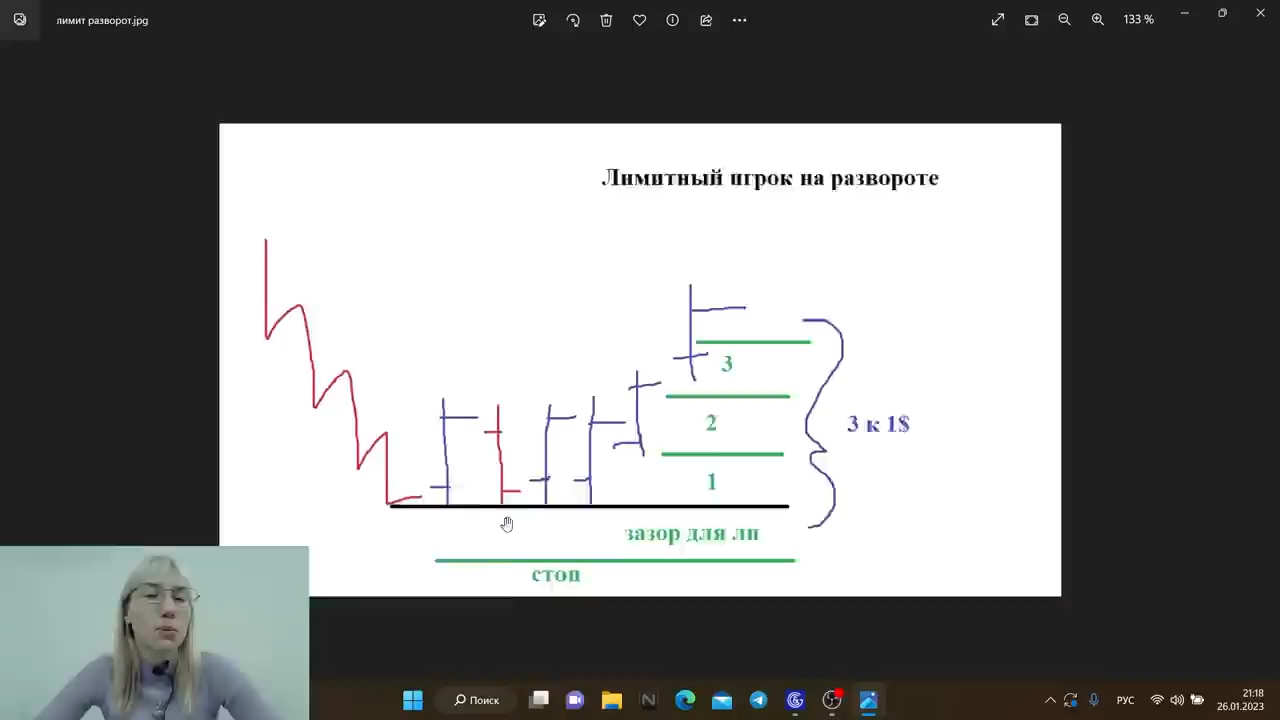 лимит разворот.jpg
133 %
Лимитный игрок на развороте
3
2
3 к 1$
1
зазор для лп
стоп
Поиск
РУС
21:18
26.01.2023